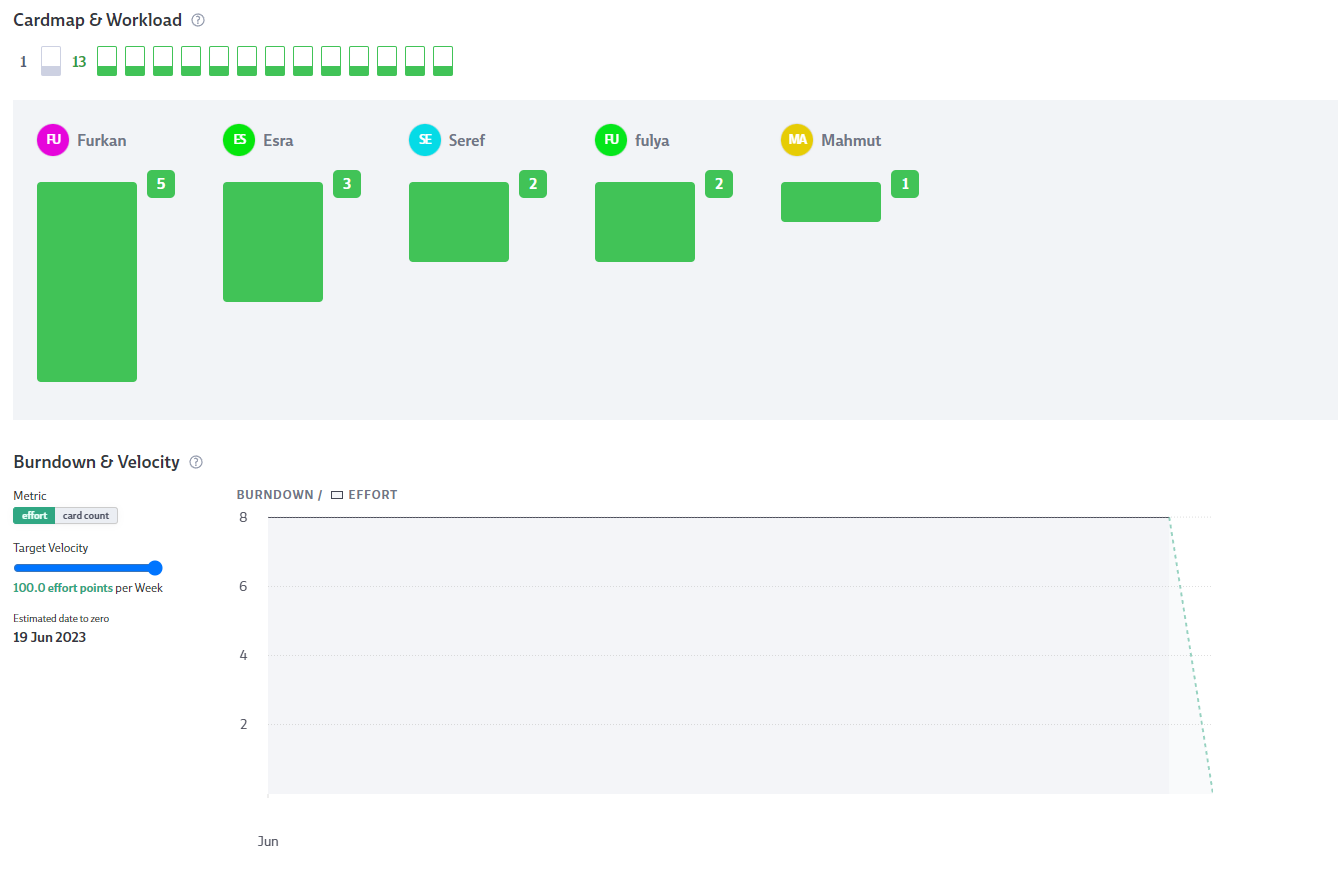 Cardmap & Workload ?
1 13
FU Furkan ES Esra SE Seref FU fulya MA Mahmut
5 3 2 2 1
Burndown & Velocity ?
Metric
effort card count
Target Velocity
100.0 effort points per Week
Estimated date to zero
19 Jun 2023
BURNDOWN / EFFORT
8
6
4
2
Jun